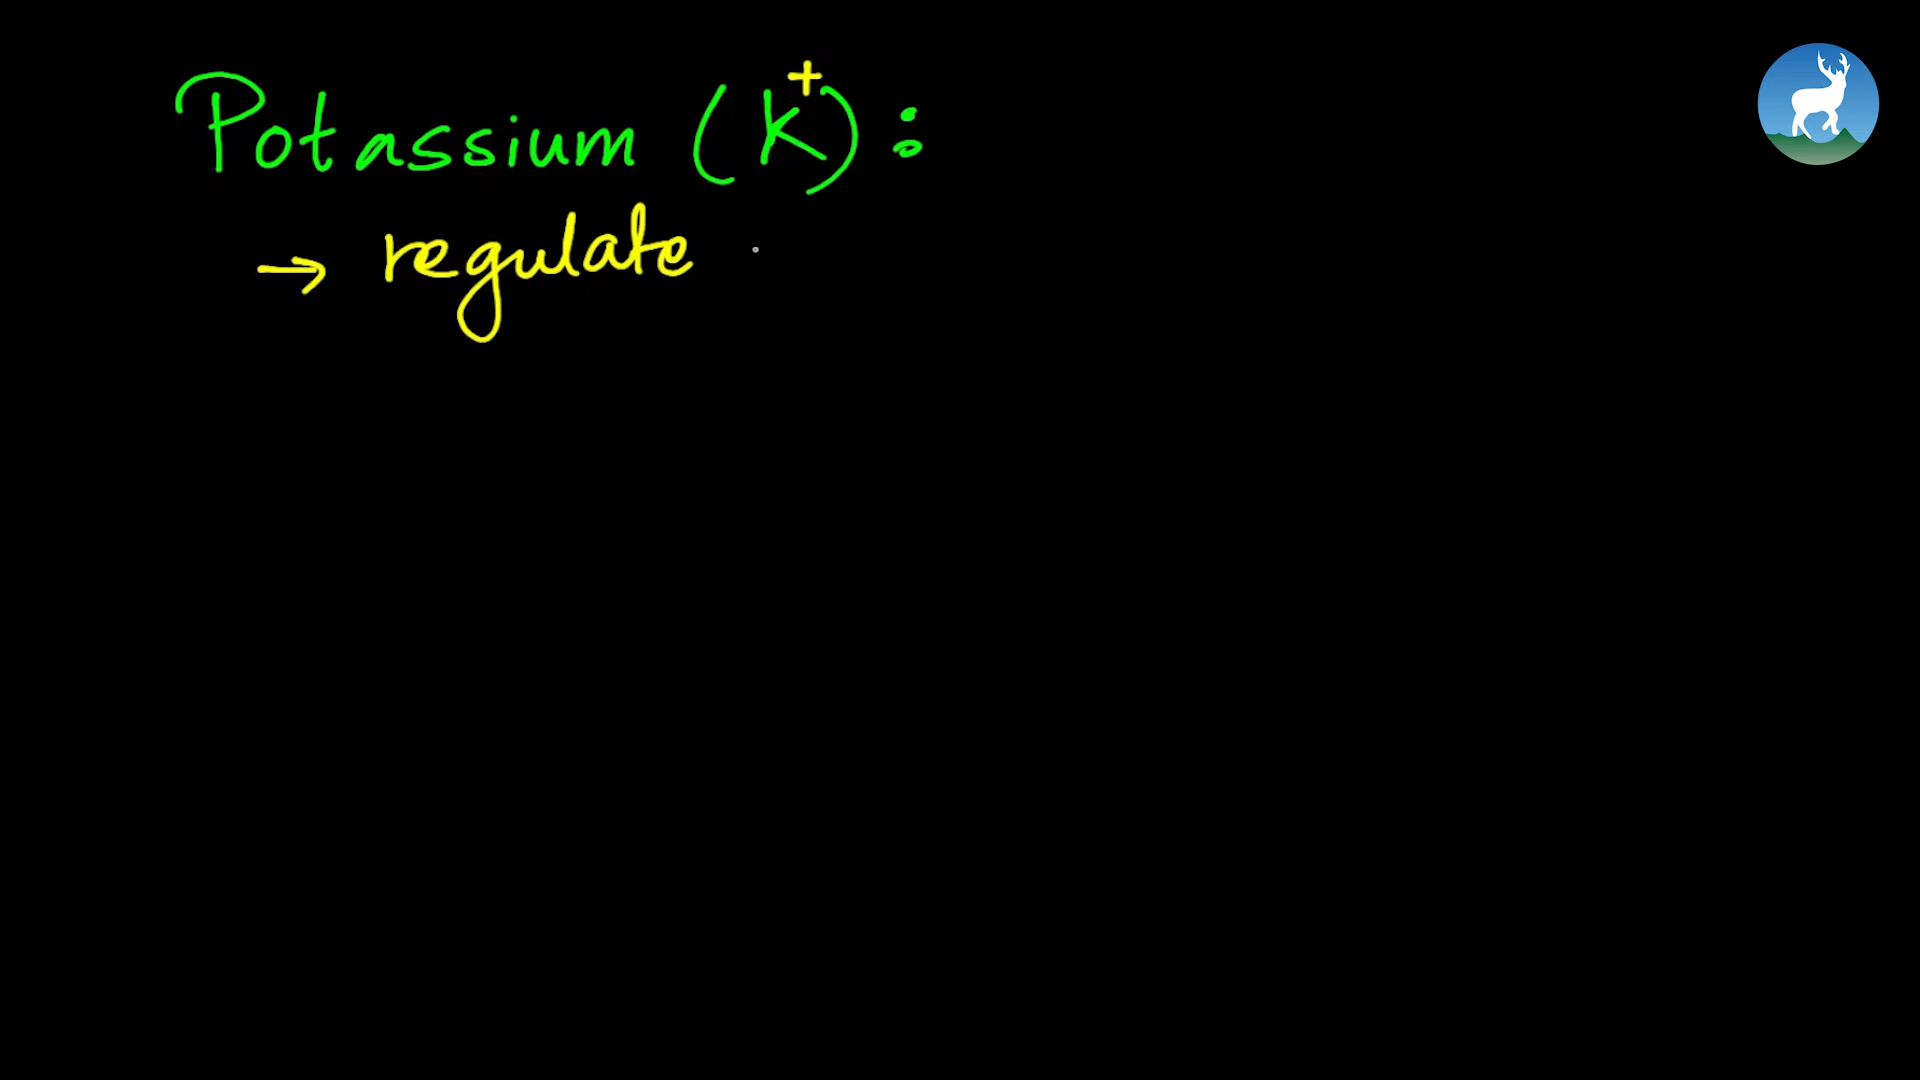 Potassium (K⁺):
→ regulate